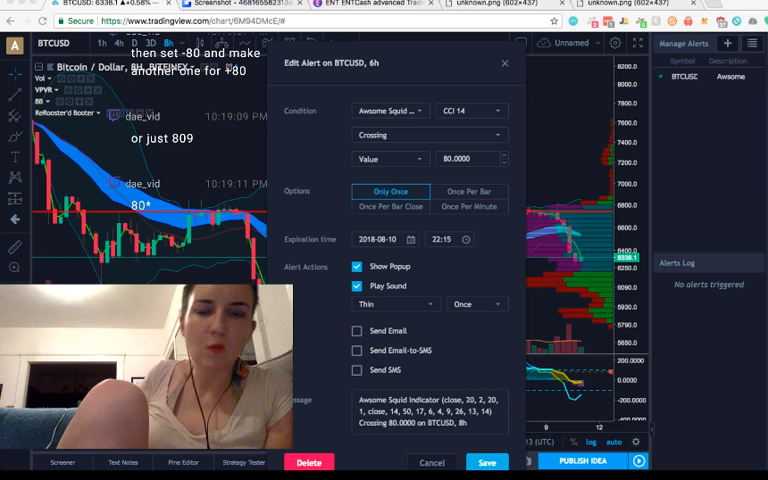 BTCUSD: 6338.1 ▲+0.58%
Screenshot - 468165823
ENT ENTCash advanced Trad
unknown.png (602×437)
unknown.png (602×437)
Secure
https://www.tradingview.com/chart/6M94DMcE/#
A
BTCUSD
1h
4h
D
3D
8h
Unnamed
Manage Alerts
then set -80 and make
another one for +80
Bitcoin / Dollar, 8H, BITFINEX
Vol
VPVR
BB
ReRooster'd Booter
dae_vid
10:19:09 PM
or just 809
dae_vid
10:19:11 PM
80*
Edit Alert on BTCUSD, 6h
Condition
Awsome Squid ...
CCI 14
Crossing
Value
80.0000
Options
Only Once
Once Per Bar
Once Per Bar Close
Once Per Minute
Expiration time
2018-08-10
22:15
Alert Actions
Show Popup
Play Sound
Thin
Once
Send Email
Send Email-to-SMS
Send SMS
Message
Awsome Squid Indicator (close, 20, 2, 20,
1, close, 14, 50, 17, 6, 4, 9, 26, 13, 14)
Crossing 80.0000 on BTCUSD, 8h
Delete
Cancel
Save
8200.0
7800.0
7500.0
7200.0
7000.0
6800.0
6600.0
6400.0
6338.1
6250.0
6090.0
5930.0
5790.0
5650.0
200.0000
0.0000
-200.0000
-400.0000
9
12
(UTC)
%
log
auto
Symbol
Description
BTCUSD
Awsome
Alerts Log
No alerts triggered
Screener
Text Notes
Pine Editor
Strategy Tester
PUBLISH IDEA